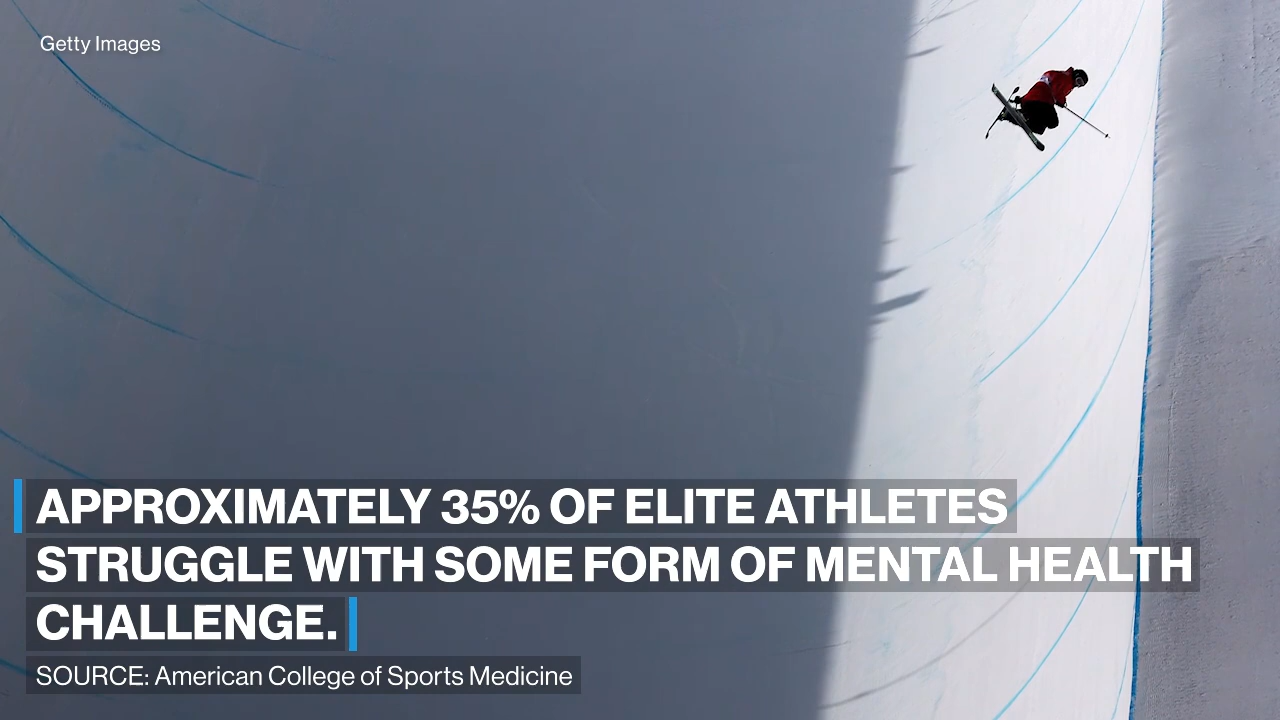 Getty Images
APPROXIMATELY 35% OF ELITE ATHLETES
STRUGGLE WITH SOME FORM OF MENTAL HEALTH
CHALLENGE.
SOURCE: American College of Sports Medicine